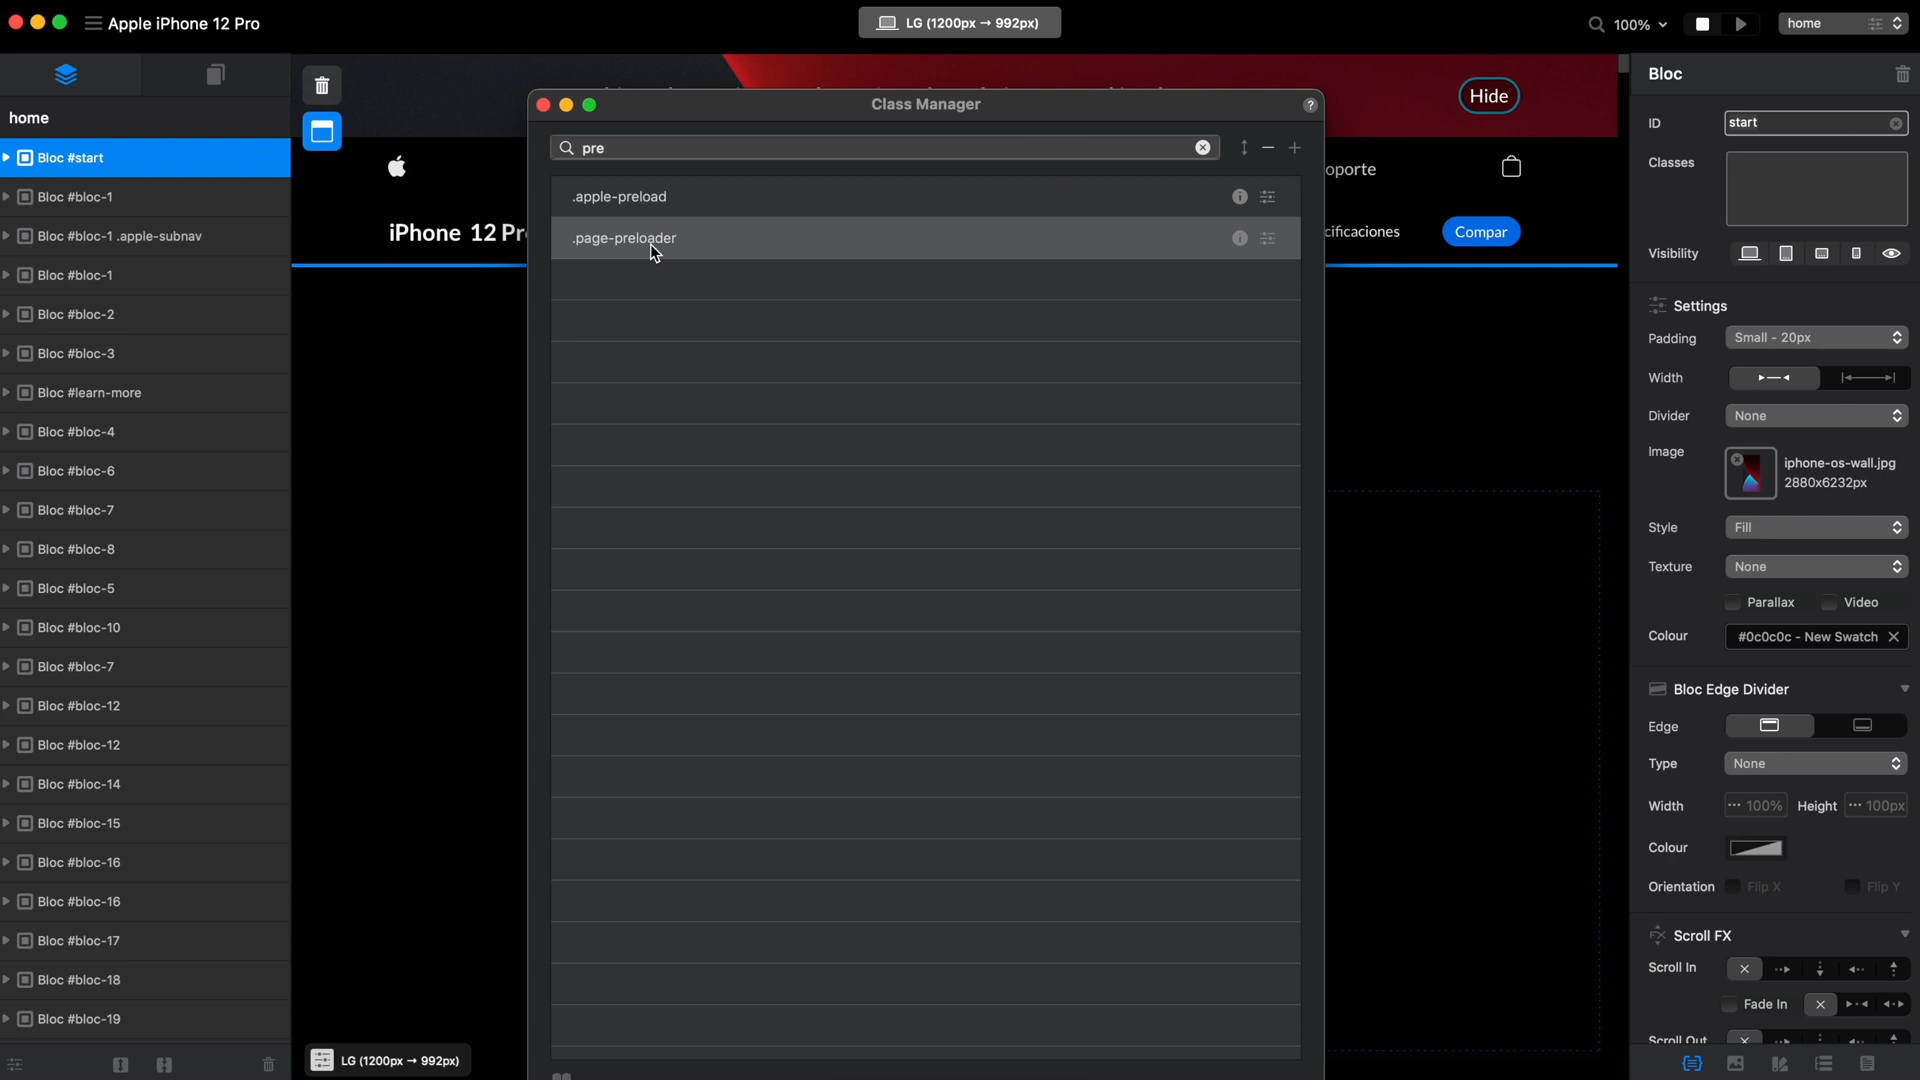 Apple iPhone 12 Pro
LG (1200px → 992px)
100%
home
home
Bloc #start
Bloc #bloc-1
Bloc #bloc-1 .apple-subnav
Bloc #bloc-1
Bloc #bloc-2
Bloc #bloc-3
Bloc #learn-more
Bloc #bloc-4
Bloc #bloc-6
Bloc #bloc-7
Bloc #bloc-8
Bloc #bloc-5
Bloc #bloc-10
Bloc #bloc-7
Bloc #bloc-12
Bloc #bloc-12
Bloc #bloc-14
Bloc #bloc-15
Bloc #bloc-16
Bloc #bloc-16
Bloc #bloc-17
Bloc #bloc-18
Bloc #bloc-19
Hide
oporte
iPhone 12 Pr
cificaciones
Compar
Class Manager
?
pre
.apple-preload
.page-preloader
LG (1200px → 992px)
Bloc
ID
start
Classes
Visibility
Settings
Padding
Small - 20px
Width
Divider
None
Image
iphone-os-wall.jpg
2880x6232px
Style
Fill
Texture
None
Parallax
Video
Colour
#0c0c0c - New Swatch
Bloc Edge Divider
Edge
Type
None
Width
100%
Height
100px
Colour
Orientation
Flip X
Flip Y
FX
Scroll FX
Scroll In
Fade In
Scroll Out